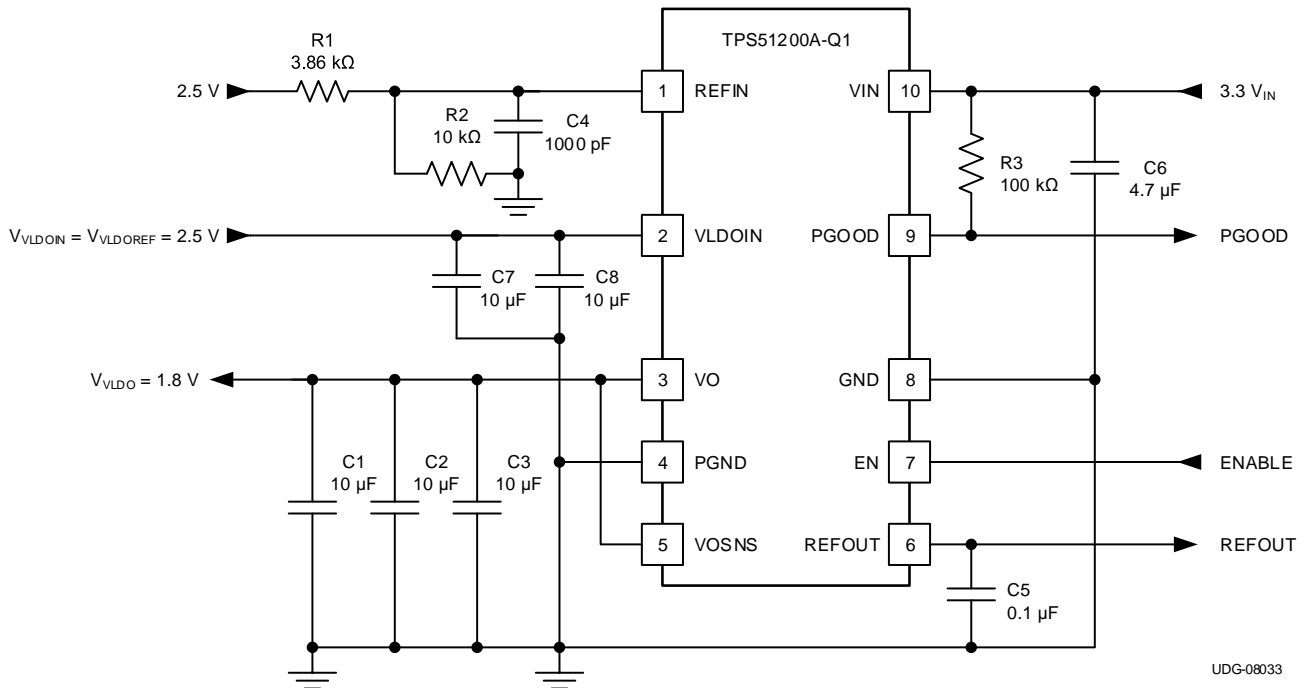 TPS51200A-Q1
R1
3.86 kΩ
2.5 V
1
REFIN
VIN
10
3.3 VIN
R2
10 kΩ
C4
1000 pF
R3
100 kΩ
C6
4.7 µF
VVLDOIN = VVLDOREF = 2.5 V
2
VLDOIN
PGOOD
9
PGOOD
C7
10 µF
C8
10 µF
VVLDO = 1.8 V
3
VO
GND
8
C1
10 µF
C2
10 µF
C3
10 µF
4
PGND
EN
7
ENABLE
5
VOSNS
REFOUT
6
REFOUT
C5
0.1 µF
UDG-08033